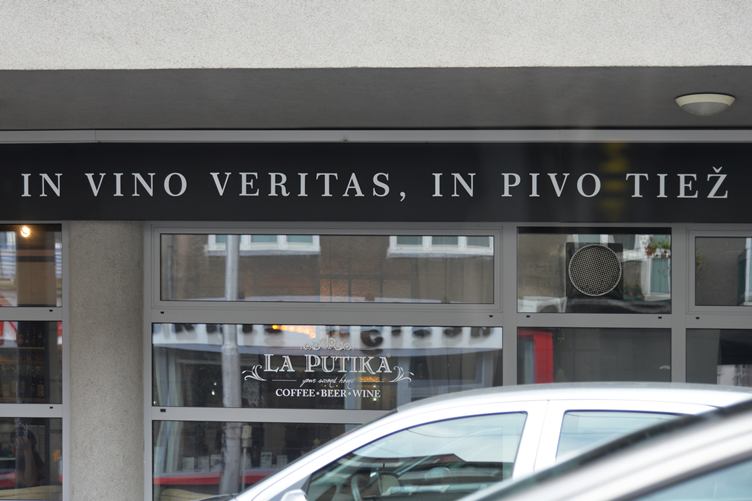 IN VINO VERITAS, IN PIVO TIEŽ
LA PUTIKA
your second home
COFFEE•BEER•WINE